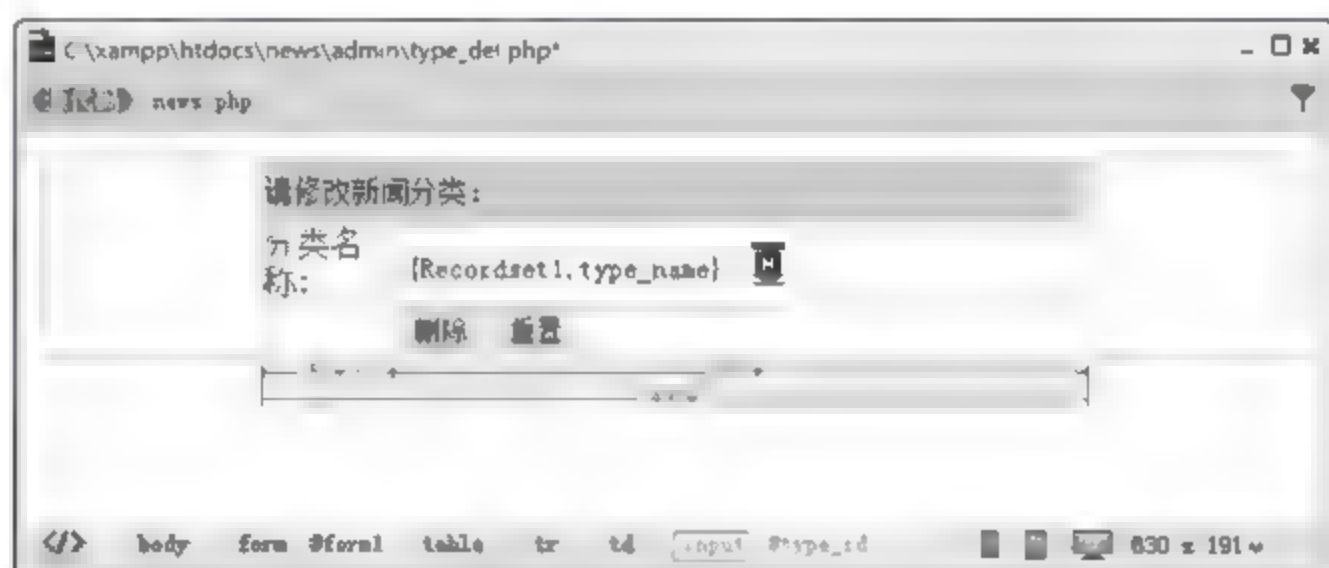 C:\xampp\htdocs\news\admin\type_del.php*
news.php
请修改新闻分类：
分类名
称：
{Recordset1.type_name}
删除 重置
</> body form #form1 table tr td input #type_id 830 x 191